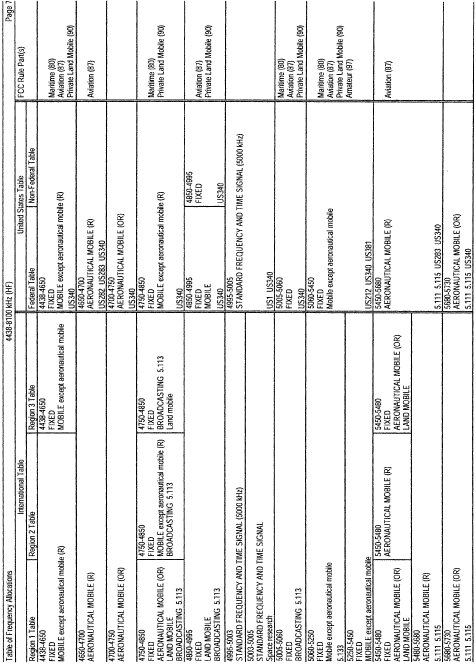 Table of Frequency Allocations
4438-8100 kHz (HF)
Page 7
International Table
United States Table
FCC Rule Part(s)
Region 1 Table
Region 2 Table
Region 3 Table
Federal Table
Non-Federal Table
4438-4650
FIXED
MOBILE except aeronautical mobile (R)
4438-4650
FIXED
MOBILE except aeronautical mobile
4438-4650
FIXED
MOBILE except aeronautical mobile (R)
US340
Maritime (80)
Aviation (87)
Private Land Mobile (90)
4650-4700
AERONAUTICAL MOBILE (R)
4650-4700
AERONAUTICAL MOBILE (R)
US282 US283 US340
Aviation (87)
4700-4750
AERONAUTICAL MOBILE (OR)
4700-4750
AERONAUTICAL MOBILE (OR)
US340
4750-4850
FIXED
AERONAUTICAL MOBILE (OR)
LAND MOBILE
BROADCASTING 5.113
4750-4850
FIXED
MOBILE except aeronautical mobile (R)
BROADCASTING 5.113
4750-4850
FIXED
BROADCASTING 5.113
Land mobile
4750-4850
FIXED
MOBILE except aeronautical mobile (R)
US340
Maritime (80)
Private Land Mobile (90)
4850-4995
FIXED
LAND MOBILE
BROADCASTING 5.113
4850-4995
FIXED
MOBILE
US340
4850-4995
FIXED
US340
Aviation (87)
Private Land Mobile (90)
4995-5003
STANDARD FREQUENCY AND TIME SIGNAL (5000 kHz)
4995-5005
STANDARD FREQUENCY AND TIME SIGNAL (5000 kHz)
US1 US340
5003-5005
STANDARD FREQUENCY AND TIME SIGNAL
Space research
5005-5060
FIXED
BROADCASTING 5.113
5005-5060
FIXED
US340
Maritime (80)
Aviation (87)
Private Land Mobile (90)
5060-5250
FIXED
Mobile except aeronautical mobile
5.133
5060-5450
FIXED
Mobile except aeronautical mobile
US212 US340 US381
Maritime (80)
Aviation (87)
Private Land Mobile (90)
Amateur (97)
5250-5450
FIXED
MOBILE except aeronautical mobile
5450-5480
FIXED
AERONAUTICAL MOBILE (OR)
LAND MOBILE
5450-5480
AERONAUTICAL MOBILE (R)
5450-5480
FIXED
AERONAUTICAL MOBILE (OR)
LAND MOBILE
5450-5680
AERONAUTICAL MOBILE (R)
5.111 5.115 US283 US340
Aviation (87)
5480-5680
AERONAUTICAL MOBILE (R)
5.111 5.115
5680-5730
AERONAUTICAL MOBILE (OR)
5.111 5.115
5680-5730
AERONAUTICAL MOBILE (OR)
5.111 5.115 US340